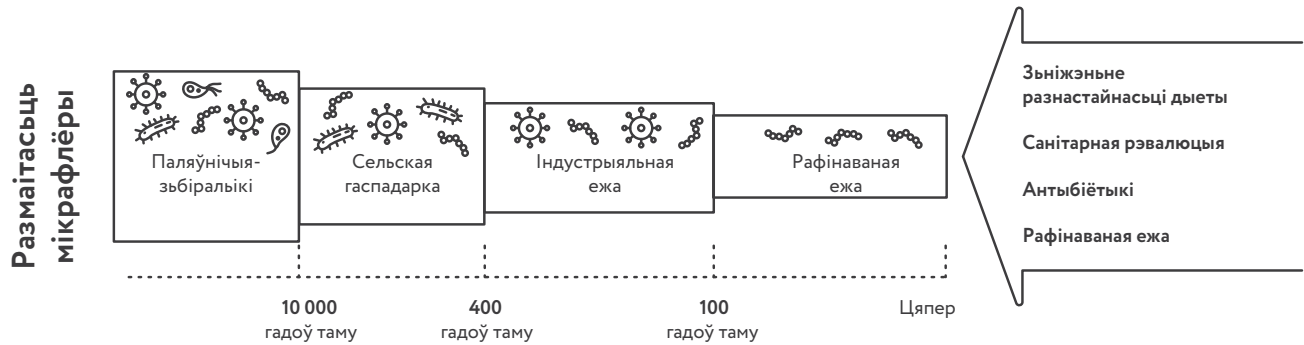 Размаітасьць
мікрафлёры
Паляўнічыя-
зьбіральікі
Сельская
гаспадарка
Індустрыяльная
ежа
Рафінаваная
ежа
10 000
гадоў таму
400
гадоў таму
100
гадоў таму
Цяпер
Зьніжэньне
разнастайнасьці дыеты
Санітарная рэвалюцыя
Антыбіётыкі
Рафінаваная ежа